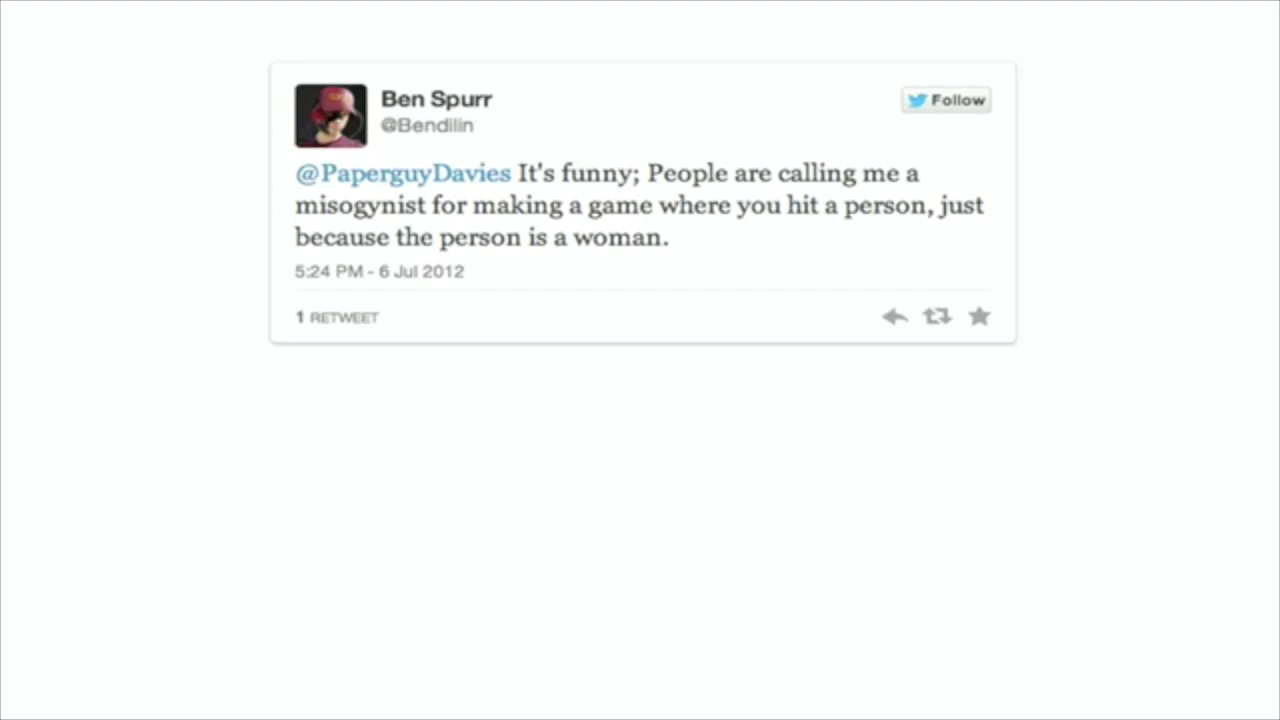 Ben Spurr
@Bendilin
Follow
@PaperguyDavies It's funny; People are calling me a
misogynist for making a game where you hit a person, just
because the person is a woman.
5:24 PM - 6 Jul 2012
1 RETWEET